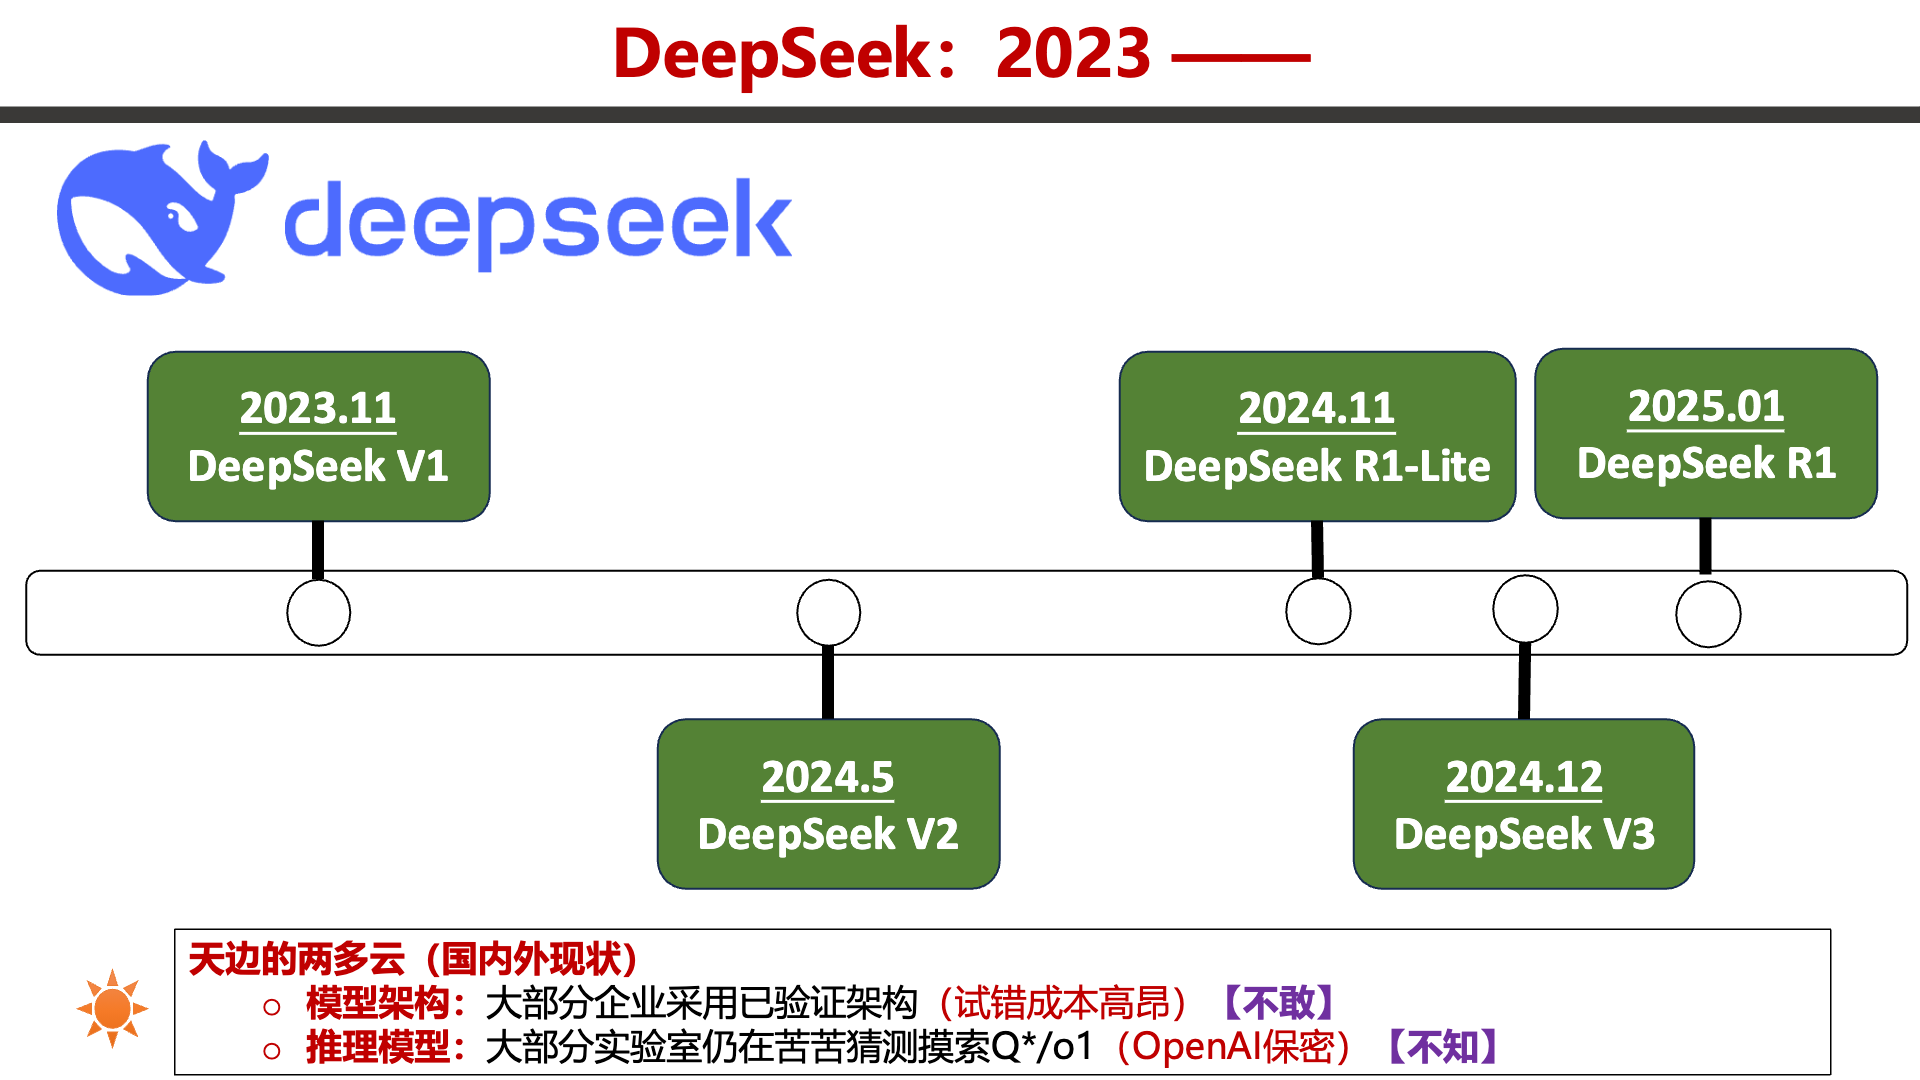 DeepSeek：2023 ——
deepseek
2023.11
DeepSeek V1
2024.11
DeepSeek R1-Lite
2025.01
DeepSeek R1
2024.5
DeepSeek V2
2024.12
DeepSeek V3
天边的两多云（国内外现状）
○ 模型架构：大部分企业采用已验证架构（试错成本高昂）【不敢】
○ 推理模型：大部分实验室仍在苦苦猜测摸索Q*/o1（OpenAI保密）【不知】